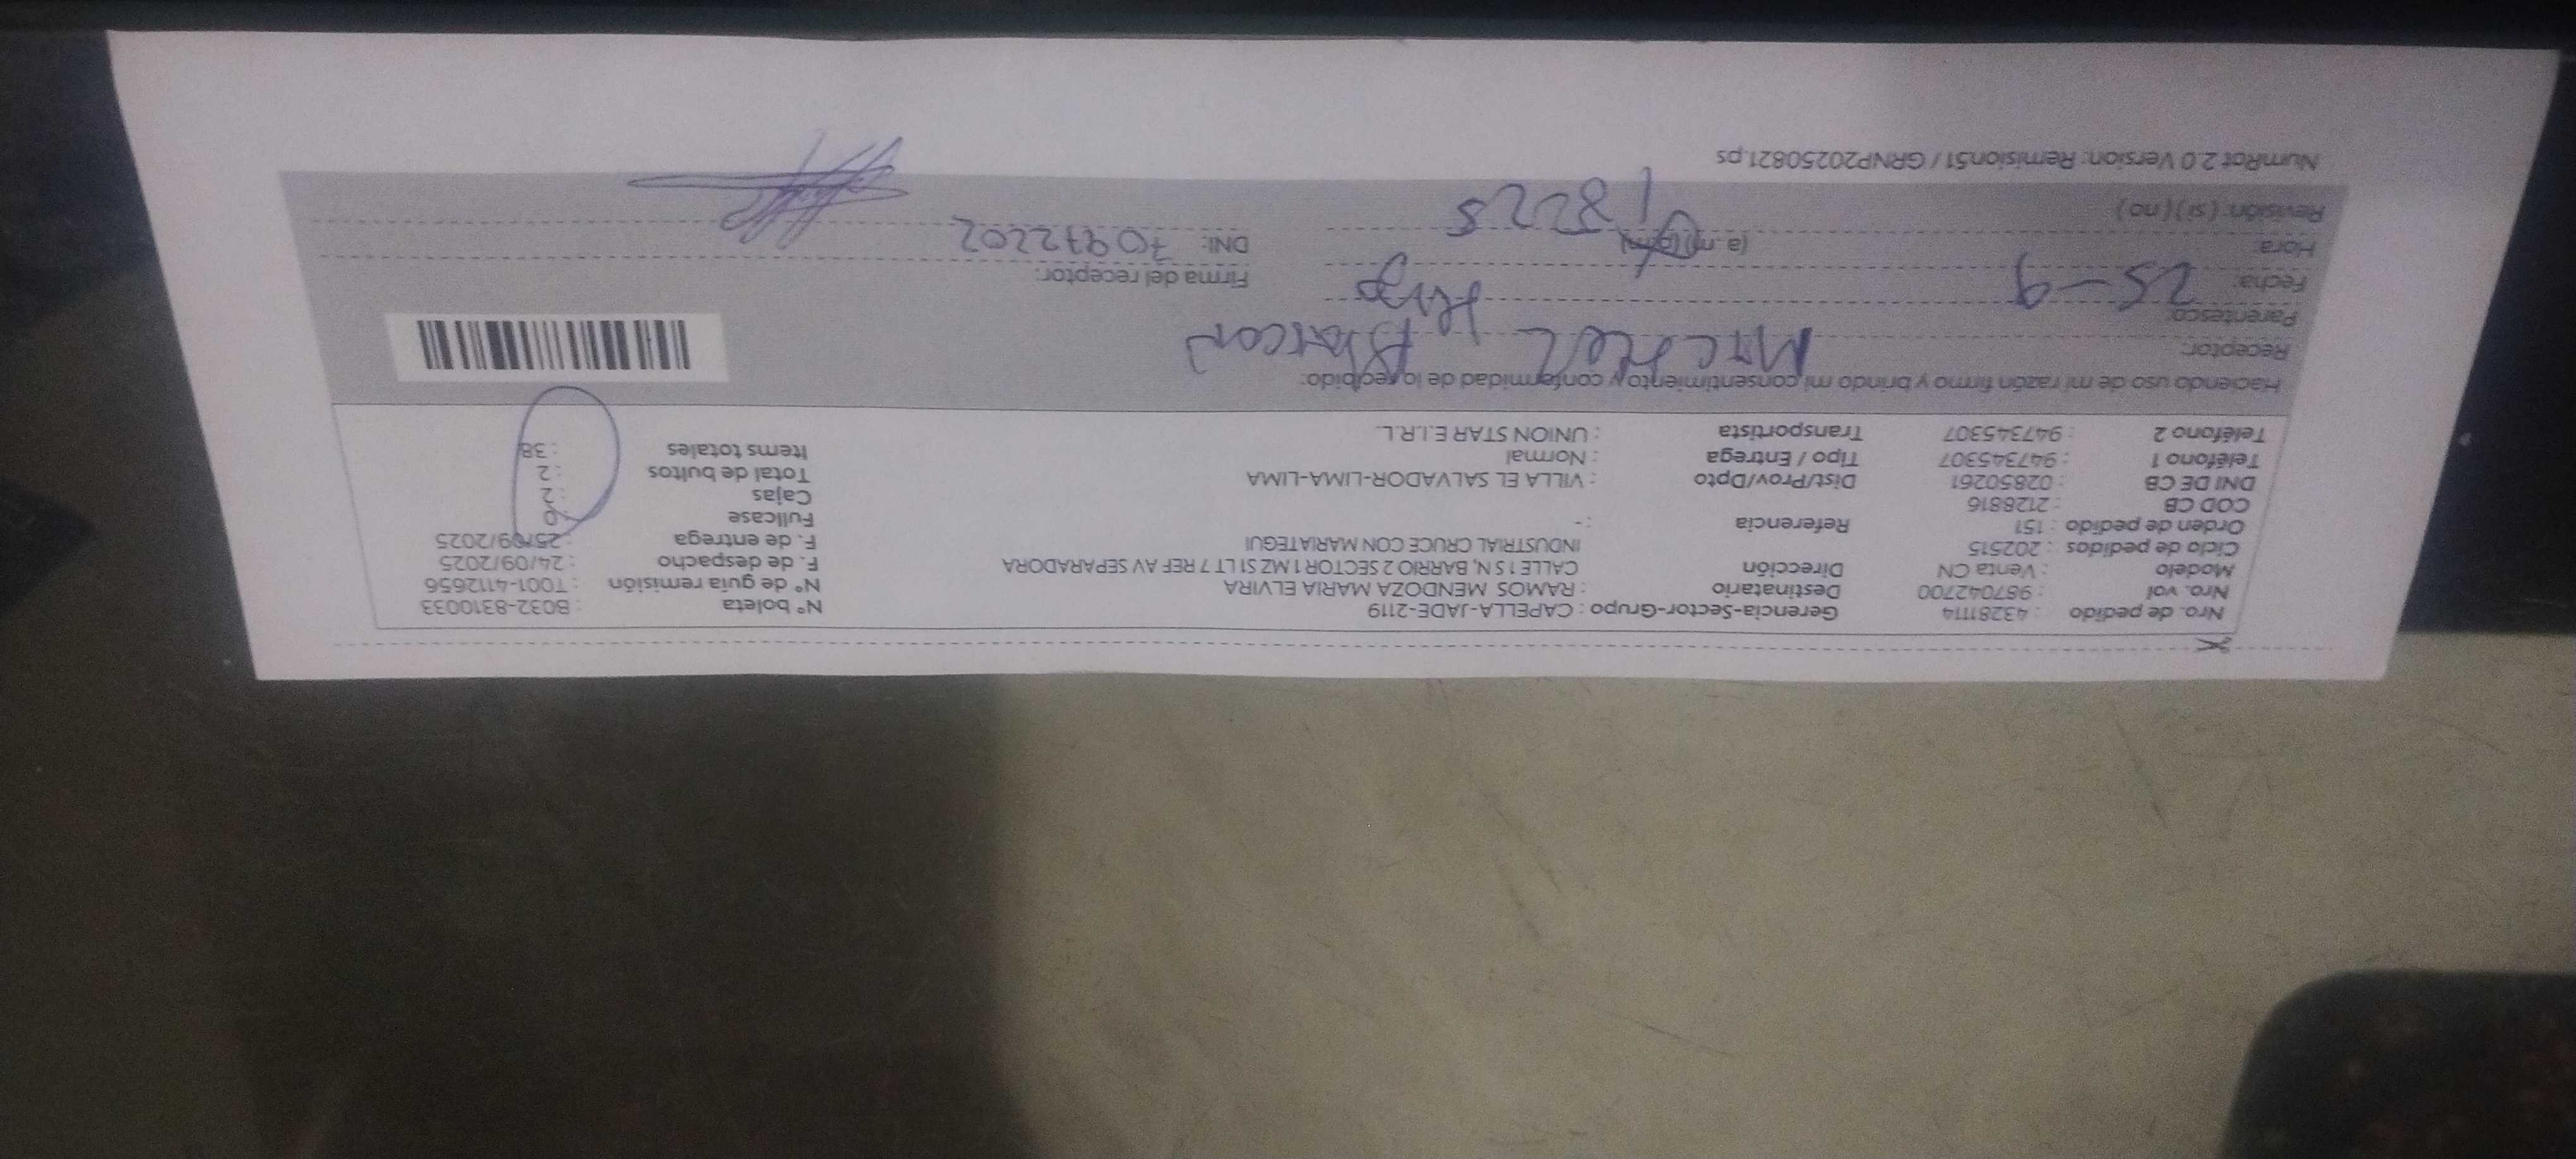 Nro. de pedido : 43281114 Gerencia-Sector-Grupo : CAPELLA-JADE-2119 N° boleta : B032-8310033
Nro. vol : 987042700 Destinatario : RAMOS MENDOZA MARIA ELVIRA N° de guía remisión : T001-4112656
Modelo : Venta CN Dirección CALLE 1 S N, BARRIO 2 SECTOR 1 MZ S1 LT 7 REF AV SEPARADORA F. de despacho : 24/09/2025
Ciclo de pedidos : 202515 INDUSTRIAL CRUCE CON MARIATEGUI F. de entrega : 25/09/2025
Orden de pedido : 151 Referencia : - Fullcase : 0
COD CB : 2128816 Cajas : 2
DNI DE CB : 02850261 Dist/Prov/Dpto : VILLA EL SALVADOR-LIMA-LIMA Total de bultos : 2
Teléfono 1 : 947345307 Tipo / Entrega : Normal Items totales : 38
Teléfono 2 : 947345307 Transportista : UNION STAR E.I.R.L.
Haciendo uso de mi razón firmo y brindo mi consentimiento y conformidad de lo recibido:
Receptor:
Parentesco: Hijo
Fecha: 25-9 Firma del receptor:
Hora: (a. m.) (p. m.) DNI: 70972202
Revisión: ( si ) ( no )
NumRot 2.0 Version: Remision51 / GRNP20250821.ps